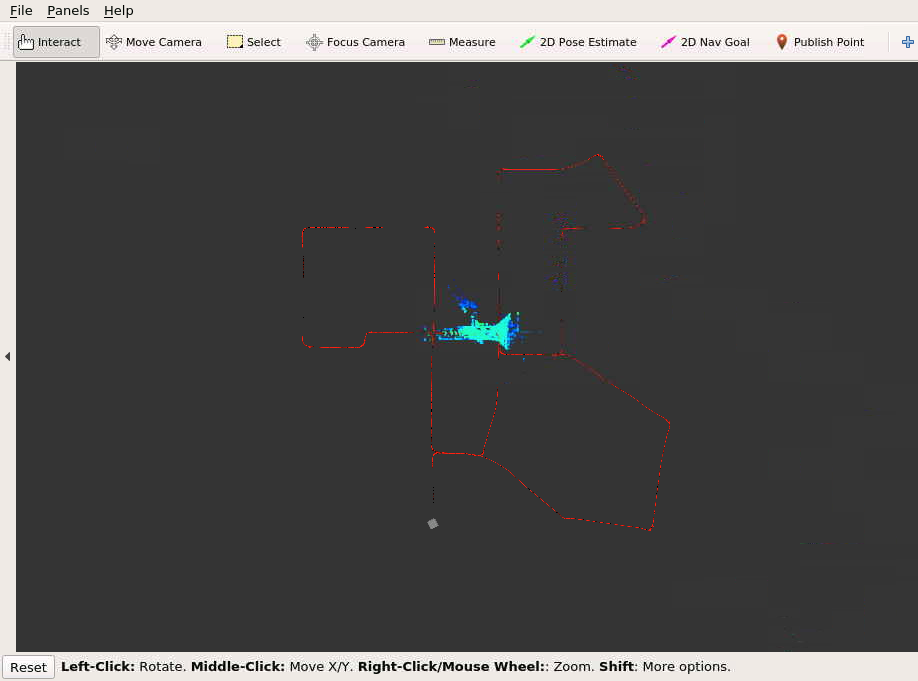 File Panels Help
Interact Move Camera Select Focus Camera Measure 2D Pose Estimate 2D Nav Goal Publish Point
Reset Left-Click: Rotate. Middle-Click: Move X/Y. Right-Click/Mouse Wheel:: Zoom. Shift: More options.